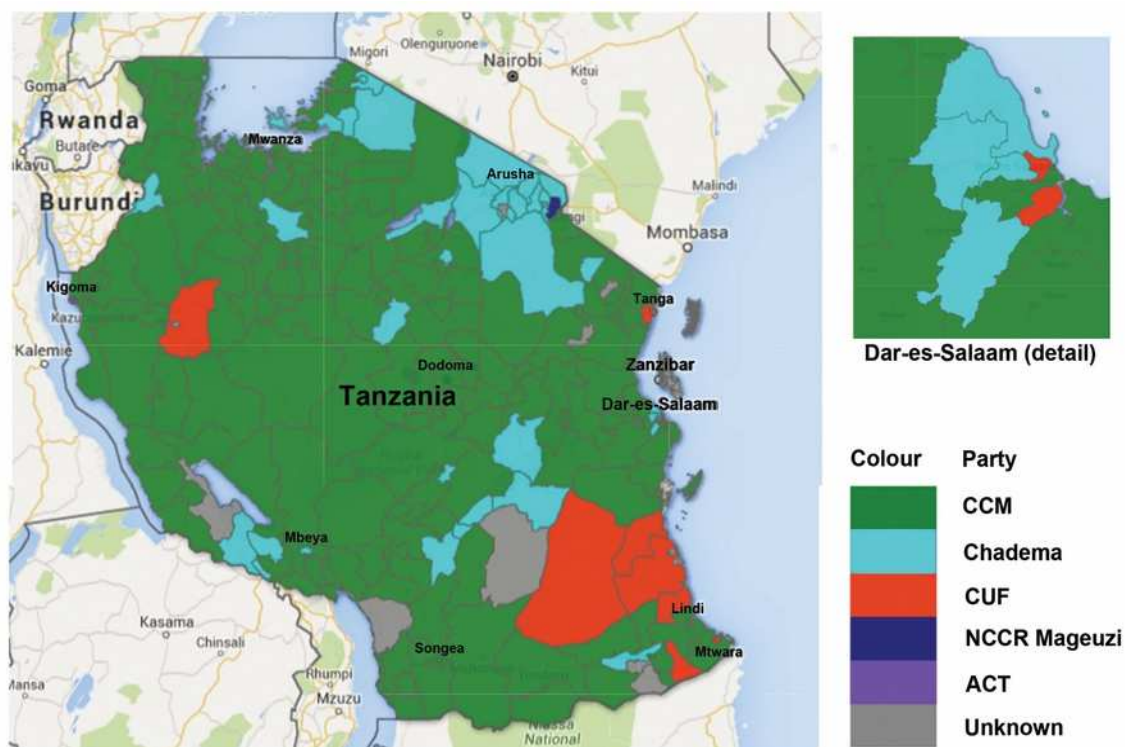 Olenguruone
Migori
Nairobi
Kitui
Goma
Rwanda
Butare
Mwanza
Burundi
Arusha
Malindi
Mombasa
Kigoma
Tanga
Kalemie
Dodoma
Zanzibar
Tanzania
Dar-es-Salaam
Mbeya
Lindi
Kasama
Songea
Mtwara
Chinsali
Rumpi
Mansa
Mzuzu
Niassa
National
Dar-es-Salaam (detail)
Colour Party
CCM
Chadema
CUF
NCCR Mageuzi
ACT
Unknown